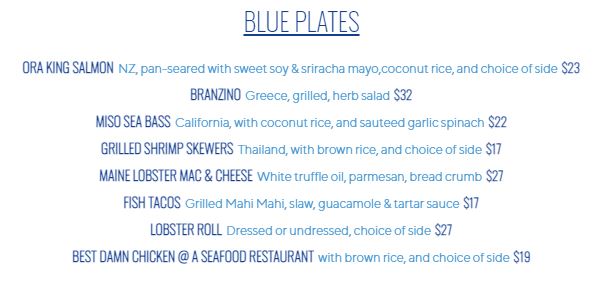 BLUE PLATES
ORA KING SALMON NZ, pan-seared with sweet soy & sriracha mayo,coconut rice, and choice of side $23
BRANZINO Greece, grilled, herb salad $32
MISO SEA BASS California, with coconut rice, and sauteed garlic spinach $22
GRILLED SHRIMP SKEWERS Thailand, with brown rice, and choice of side $17
MAINE LOBSTER MAC & CHEESE White truffle oil, parmesan, bread crumb $27
FISH TACOS Grilled Mahi Mahi, slaw, guacamole & tartar sauce $17
LOBSTER ROLL Dressed or undressed, choice of side $27
BEST DAMN CHICKEN @ A SEAFOOD RESTAURANT with brown rice, and choice of side $19